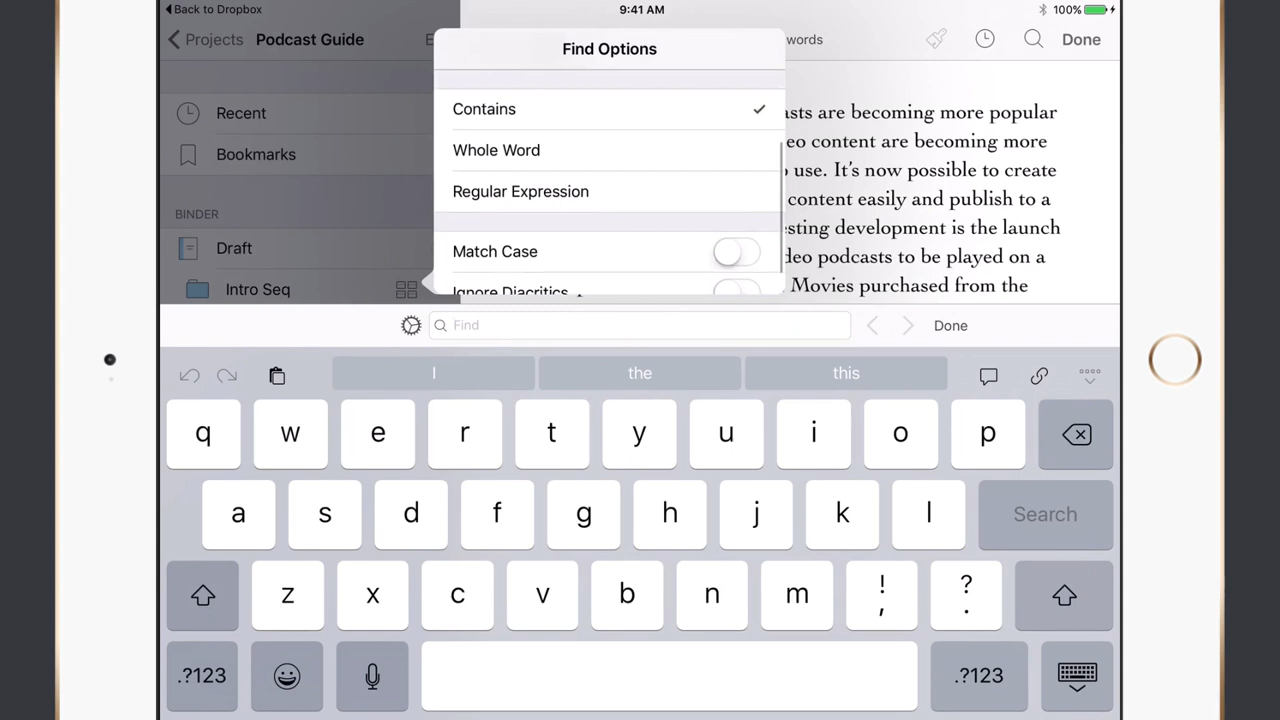 Back to Dropbox
9:41 AM
100%
Projects
Podcast Guide
E
words
Done
Find Options
Recent
Bookmarks
BINDER
Draft
Intro Seq
Contains
Whole Word
Regular Expression
Match Case
Ignore Diacritics
asts are becoming more popular
eo content are becoming more
o use. It's now possible to create
content easily and publish to a
esting development is the launch
deo podcasts to be played on a
Movies purchased from the
Find
Done
I the this
q w e r t y u i o p
a s d f g h j k l Search
z x c v b n m ! , ? .
.?123 .?123